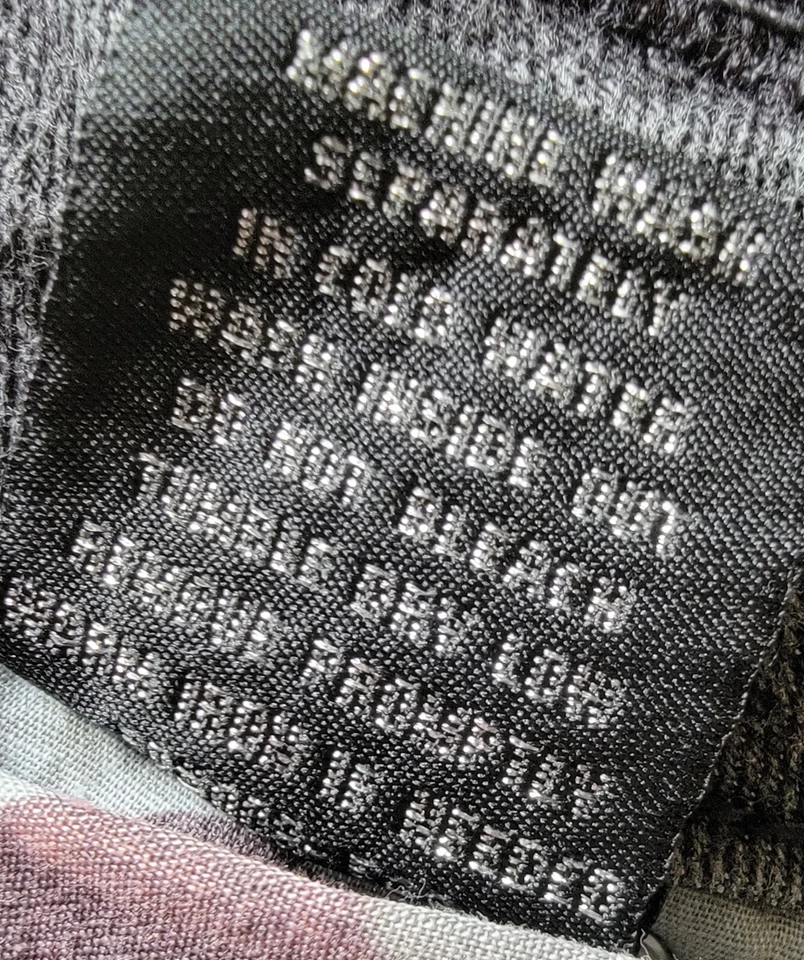 MACHINE WASH
SEPARATELY
IN COLD WATER
WASH INSIDE OUT
DO NOT BLEACH
TUMBLE DRY LOW
REMOVE PROMPTLY
WARM IRON IF NEEDED